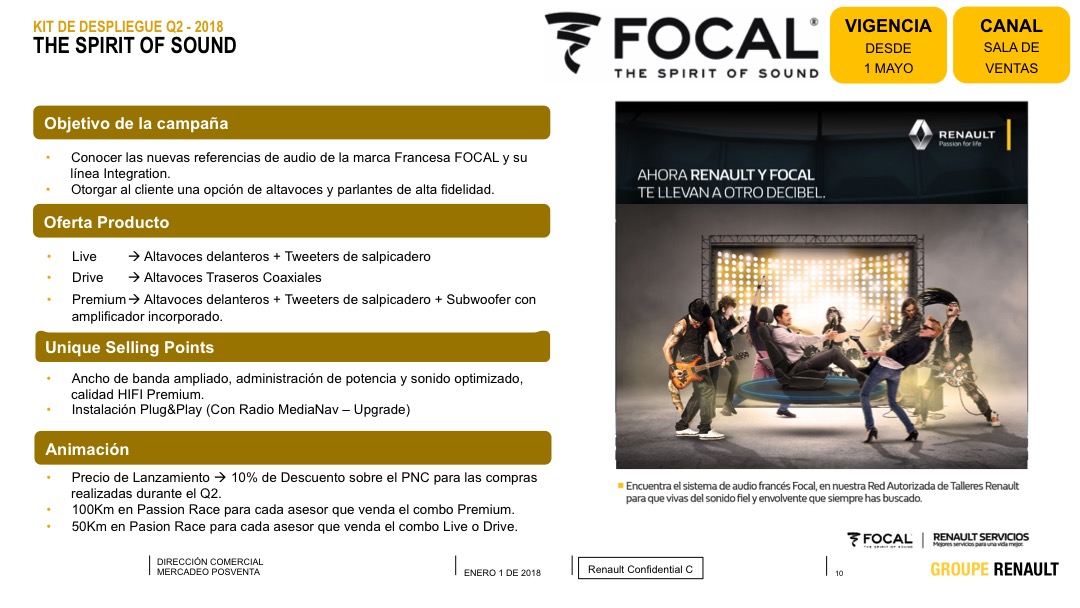 KIT DE DESPLIEGUE Q2 - 2018
THE SPIRIT OF SOUND
FOCAL®
THE SPIRIT OF SOUND
VIGENCIA
DESDE
1 MAYO
CANAL
SALA DE
VENTAS
Objetivo de la campaña
• Conocer las nuevas referencias de audio de la marca Francesa FOCAL y su
línea Integration.
• Otorgar al cliente una opción de altavoces y parlantes de alta fidelidad.
Oferta Producto
• Live → Altavoces delanteros + Tweeters de salpicadero
• Drive → Altavoces Traseros Coaxiales
• Premium → Altavoces delanteros + Tweeters de salpicadero + Subwoofer con
amplificador incorporado.
Unique Selling Points
• Ancho de banda ampliado, administración de potencia y sonido optimizado,
calidad HIFI Premium.
• Instalación Plug&Play (Con Radio MediaNav – Upgrade)
Animación
• Precio de Lanzamiento → 10% de Descuento sobre el PNC para las compras
realizadas durante el Q2.
• 100Km en Passion Race para cada asesor que venda el combo Premium.
• 50Km en Pasion Race para cada asesor que venda el combo Live o Drive.
RENAULT
Passion for life
AHORA RENAULT Y FOCAL
TE LLEVAN A OTRO DECIBEL.
Encuentra el sistema de audio francés Focal, en nuestra Red Autorizada de Talleres Renault
para que vivas del sonido fiel y envolvente que siempre has buscado.
FOCAL
THE SPIRIT OF SOUND
RENAULT SERVICIOS
Mejores servicios para una vida mejor.
DIRECCIÓN COMERCIAL
MERCADEO POSVENTA
ENERO 1 DE 2018
Renault Confidential C
10
GROUPE RENAULT